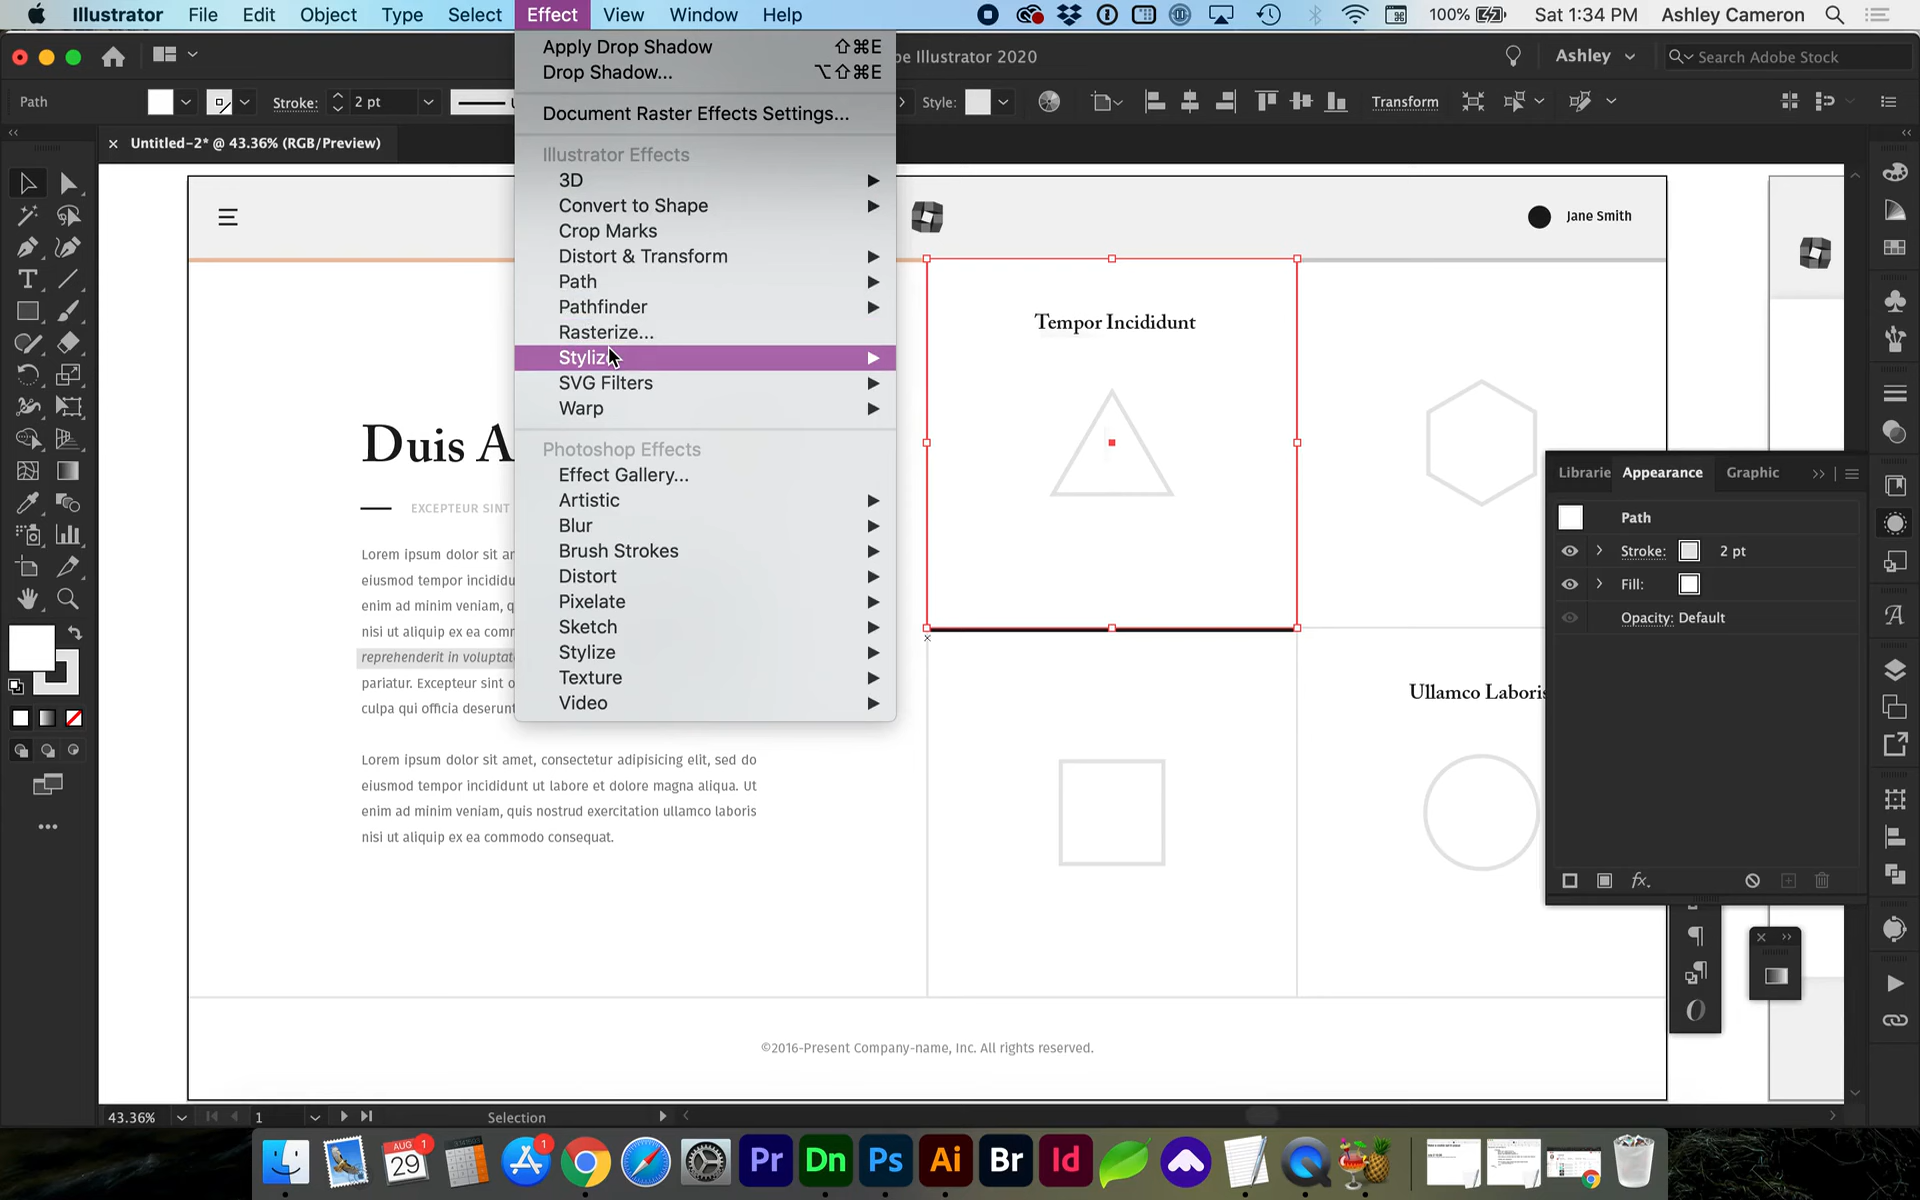 Illustrator File Edit Object Type Select Effect View Window Help
100% Sat 1:34 PM Ashley Cameron
Apply Drop Shadow ⇧⌘E
Drop Shadow... ⌥⇧⌘E
Document Raster Effects Settings...
Illustrator Effects
3D
Convert to Shape
Crop Marks
Distort & Transform
Path
Pathfinder
Rasterize...
Stylize
SVG Filters
Warp
Photoshop Effects
Effect Gallery...
Artistic
Blur
Brush Strokes
Distort
Pixelate
Sketch
Stylize
Texture
Video
Illustrator 2020
Ashley
Search Adobe Stock
Path
Stroke: 2 pt
Style:
Transform
Untitled-2* @ 43.36% (RGB/Preview)
Jane Smith
Tempor Incididunt
Duis A
EXCEPTEUR SINT
Lorem ipsum dolor sit
eiusmod tempor
enim ad minim veniam,
nisi ut aliquip ex ea
reprehenderit in
pariatur. Excepteur sint
culpa qui officia deserunt
Lorem ipsum dolor sit amet, consectetur adipisicing elit, sed do
eiusmod tempor incididunt ut labore et dolore magna aliqua. Ut
enim ad minim veniam, quis nostrud exercitation ullamco laboris
nisi ut aliquip ex ea commodo consequat.
Ullamco Laboris
©2016-Present Company-name, Inc. All rights reserved.
Librarie Appearance Graphic
Path
Stroke: 2 pt
Fill:
Opacity: Default
fx.
43.36% 1 Selection
AUG 1
29
1
Pr Dn Ps Ai Br Id